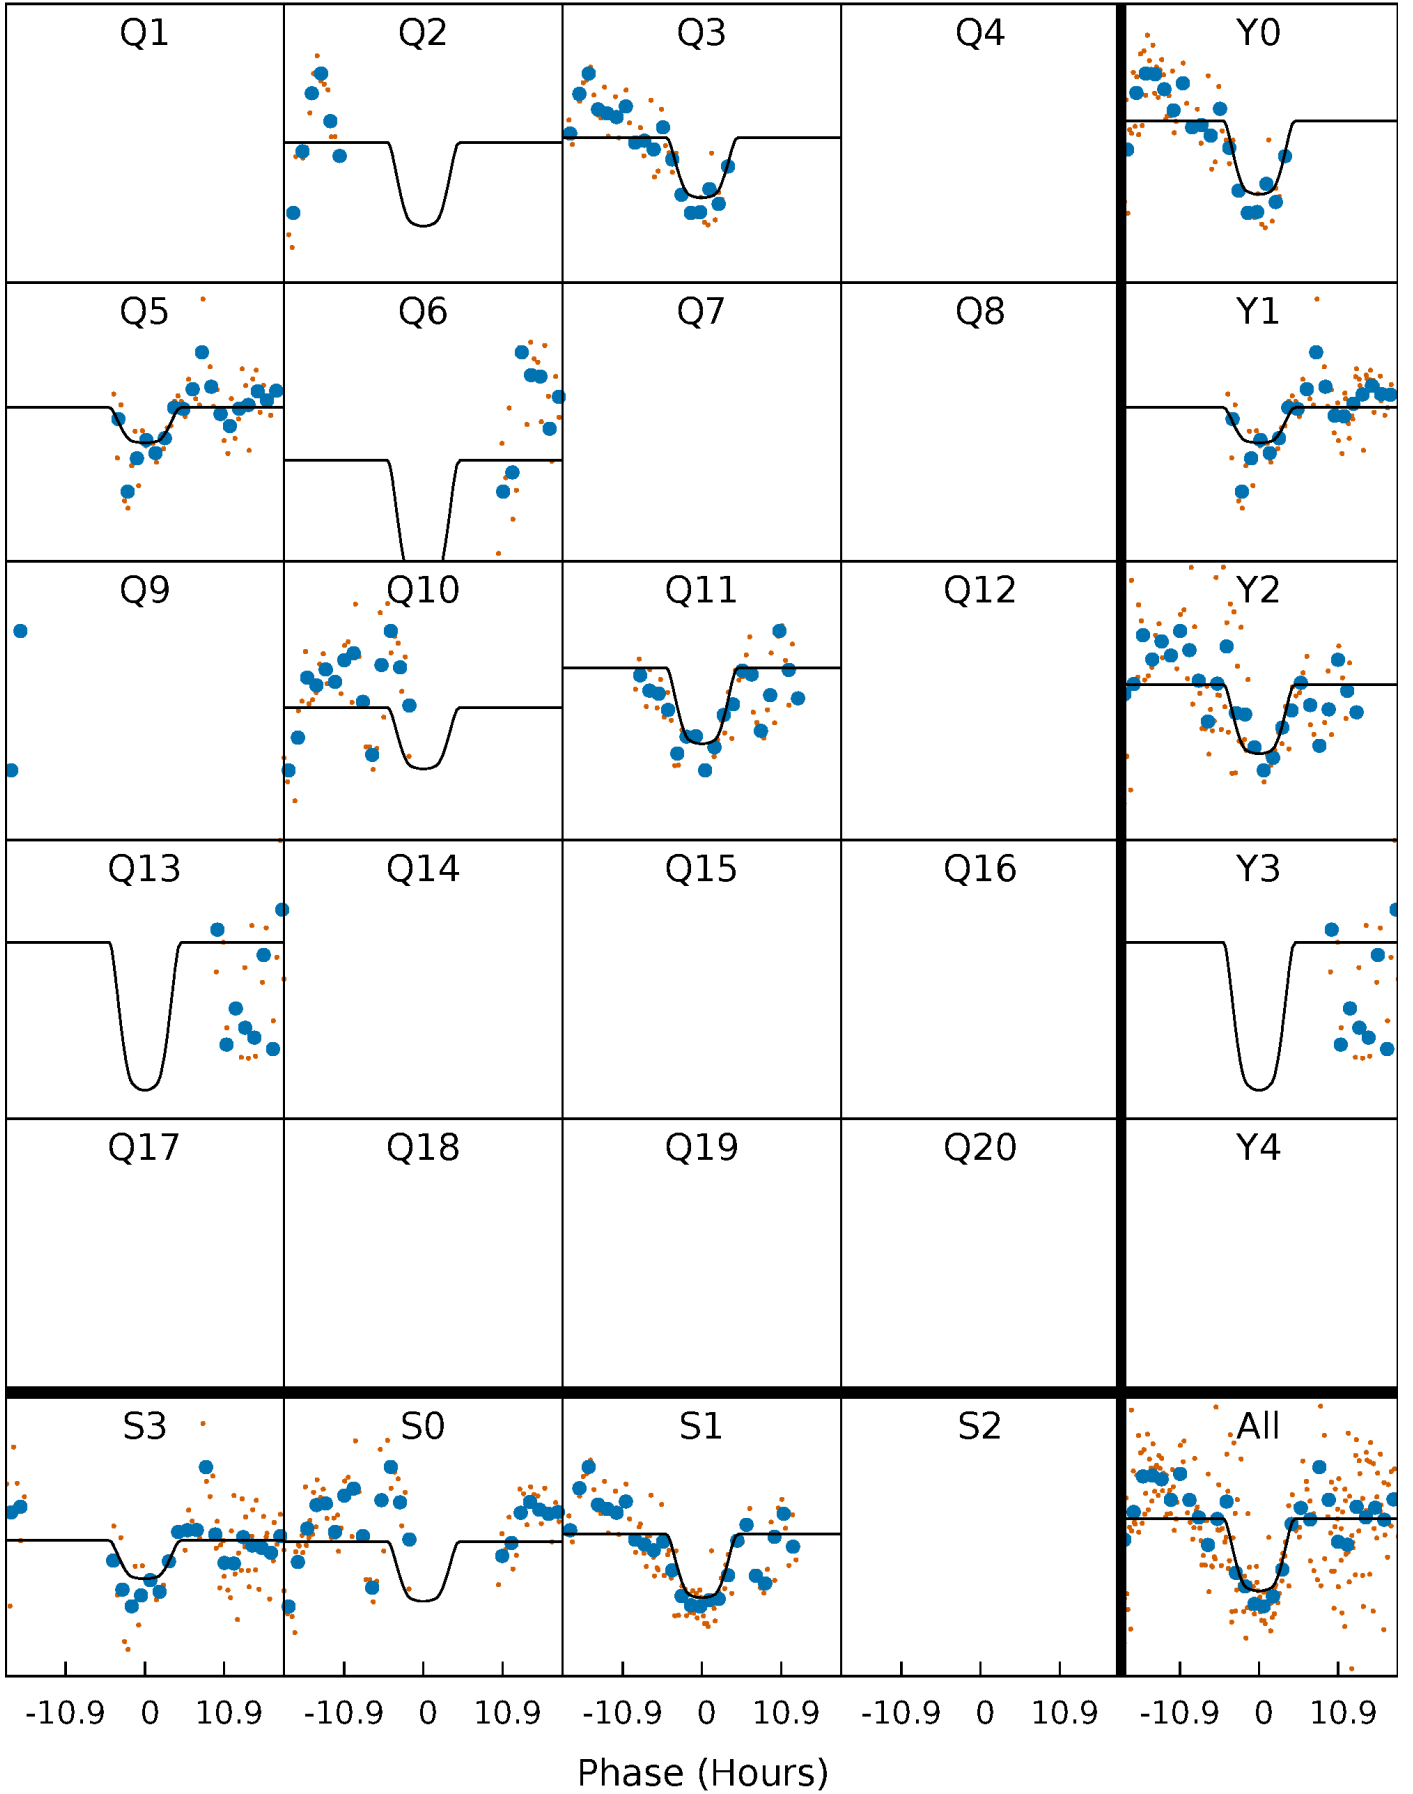 Q1 Q2 Q3 Q4 Y0
Q5 Q6 Q7 Q8 Y1
Q9 Q10 Q11 Q12 Y2
Q13 Q14 Q15 Q16 Y3
Q17 Q18 Q19 Q20 Y4
S3 S0 S1 S2 All
-10.9 0 10.9 -10.9 0 10.9 -10.9 0 10.9 -10.9 0 10.9 -10.9 0 10.9
Phase (Hours)